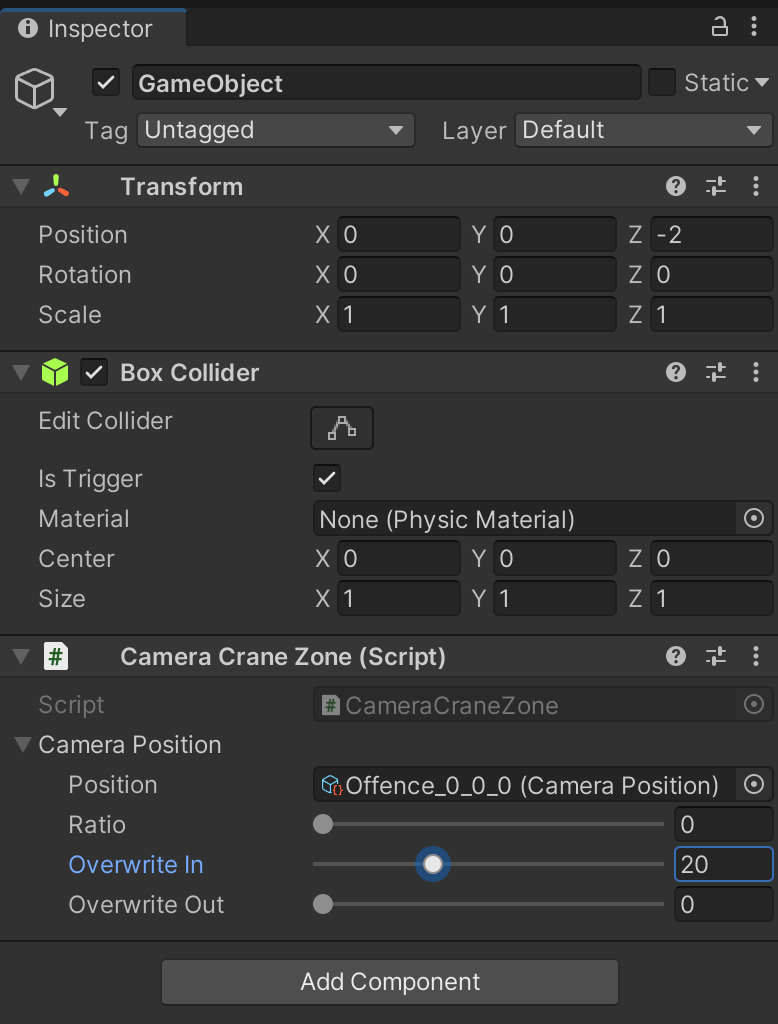 Inspector
GameObject Static
Tag Untagged Layer Default
Transform
Position X 0 Y 0 Z -2
Rotation X 0 Y 0 Z 0
Scale X 1 Y 1 Z 1
Box Collider
Edit Collider
Is Trigger
Material None (Physic Material)
Center X 0 Y 0 Z 0
Size X 1 Y 1 Z 1
# Camera Crane Zone (Script)
Script # CameraCraneZone
Camera Position
Position Offence_0_0_0 (Camera Position)
Ratio 0
Overwrite In 20
Overwrite Out 0
Add Component